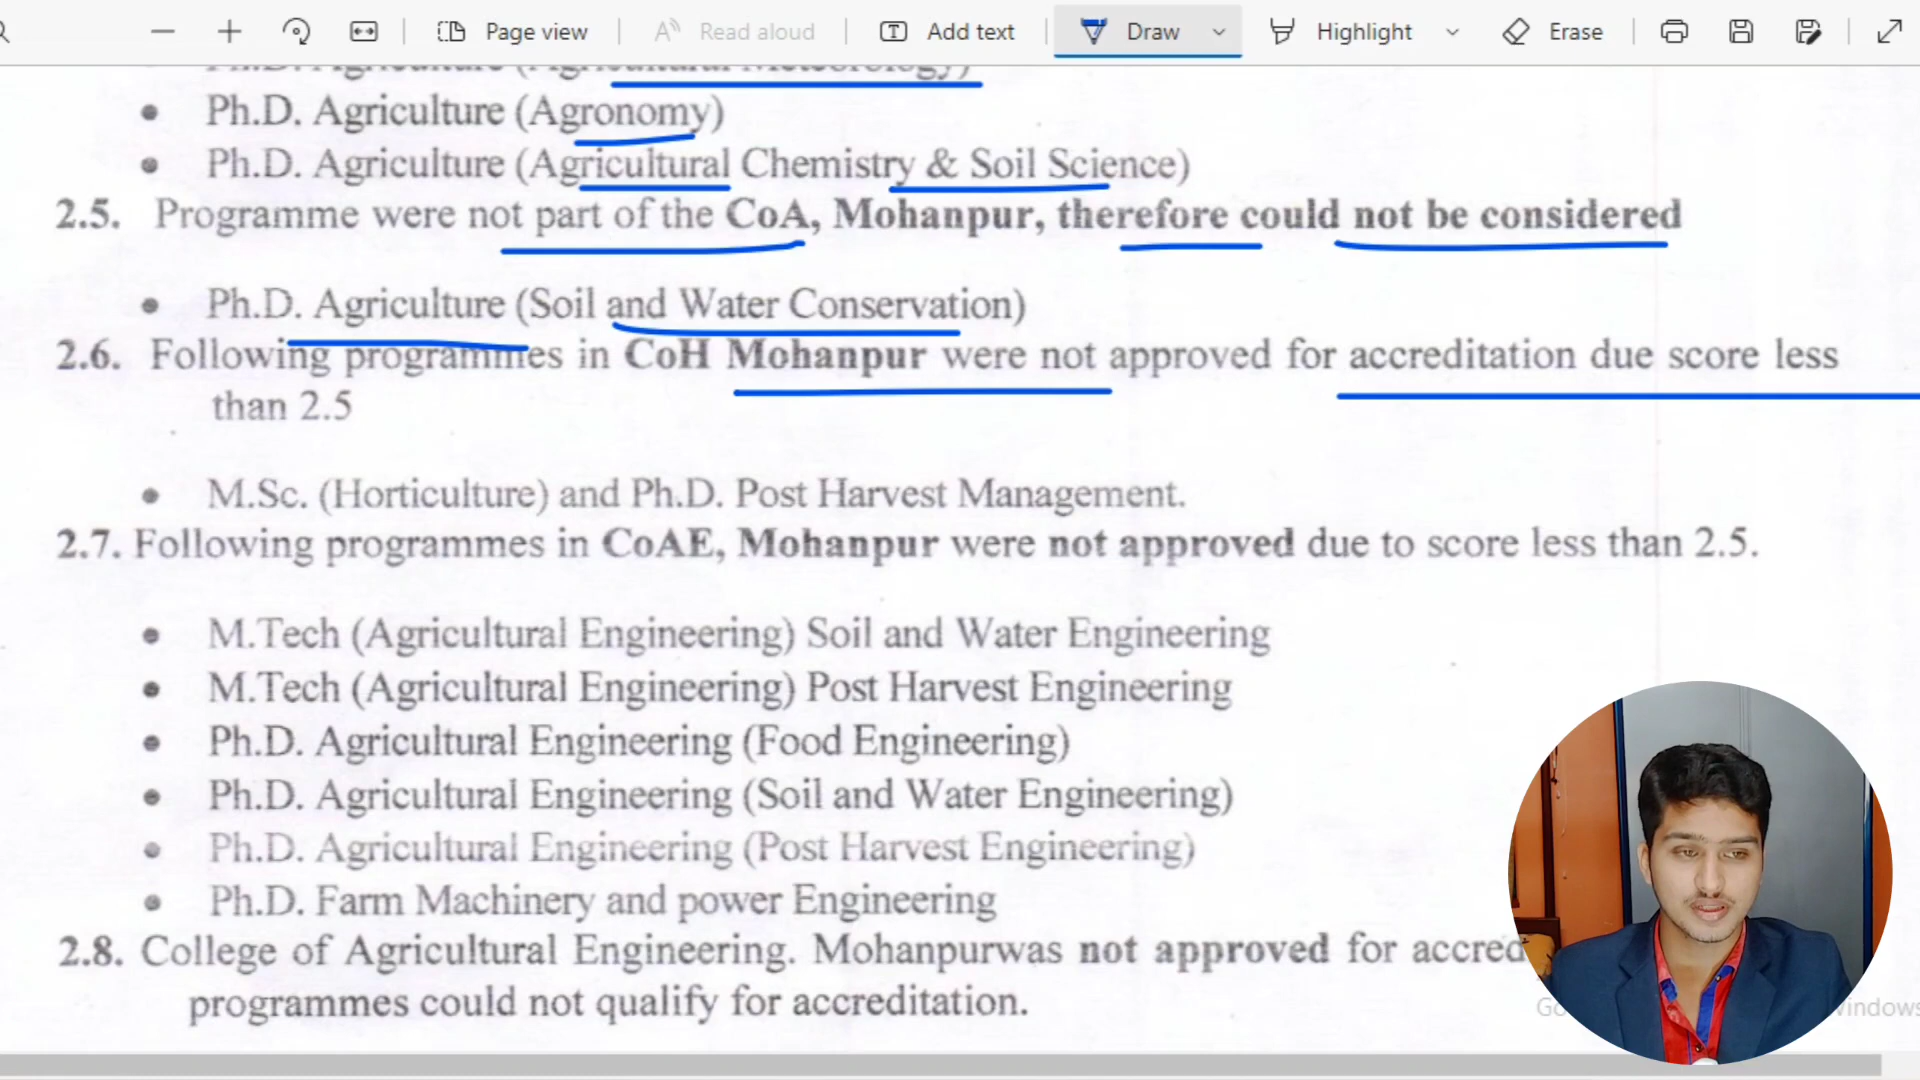 Page view Read aloud Add text Draw Highlight Erase
Ph.D. Agriculture (Agricultural Meteorology)
• Ph.D. Agriculture (Agronomy)
• Ph.D. Agriculture (Agricultural Chemistry & Soil Science)
2.5. Programme were not part of the CoA, Mohanpur, therefore could not be considered
• Ph.D. Agriculture (Soil and Water Conservation)
2.6. Following programmes in CoH Mohanpur were not approved for accreditation due score less
than 2.5
• M.Sc. (Horticulture) and Ph.D. Post Harvest Management.
2.7. Following programmes in CoAE, Mohanpur were not approved due to score less than 2.5.
• M.Tech (Agricultural Engineering) Soil and Water Engineering
• M.Tech (Agricultural Engineering) Post Harvest Engineering
• Ph.D. Agricultural Engineering (Food Engineering)
• Ph.D. Agricultural Engineering (Soil and Water Engineering)
• Ph.D. Agricultural Engineering (Post Harvest Engineering)
• Ph.D. Farm Machinery and power Engineering
2.8. College of Agricultural Engineering. Mohanpurwas not approved for accred
programmes could not qualify for accreditation.